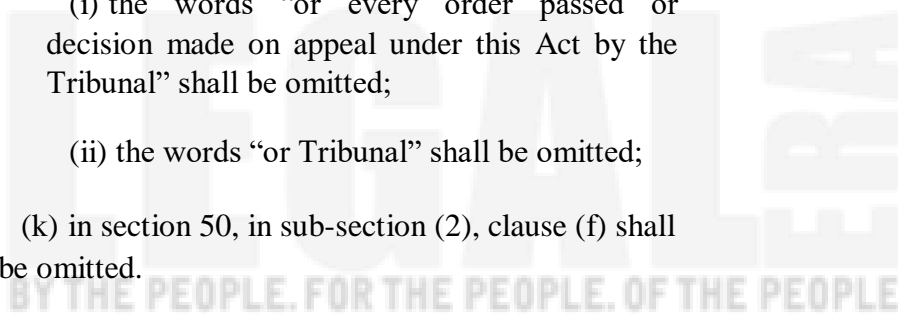 (i) the words “or every order passed or
decision made on appeal under this Act by the
Tribunal” shall be omitted;
(ii) the words “or Tribunal” shall be omitted;
(k) in section 50, in sub-section (2), clause (f) shall
be omitted.
LEGAL ERA
BY THE PEOPLE. FOR THE PEOPLE. OF THE PEOPLE